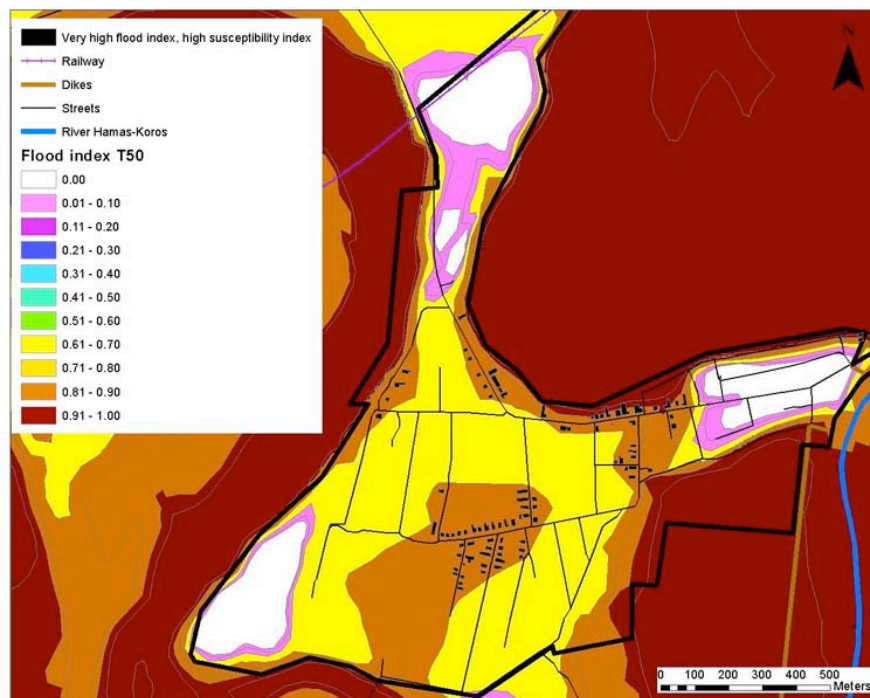 Very high flood index, high susceptibility index
Railway
Dikes
Streets
River Hamas-Koros
Flood index T50
0.00
0.01 - 0.10
0.11 - 0.20
0.21 - 0.30
0.31 - 0.40
0.41 - 0.50
0.51 - 0.60
0.61 - 0.70
0.71 - 0.80
0.81 - 0.90
0.91 - 1.00
N
0 100 200 300 400 500
Meters